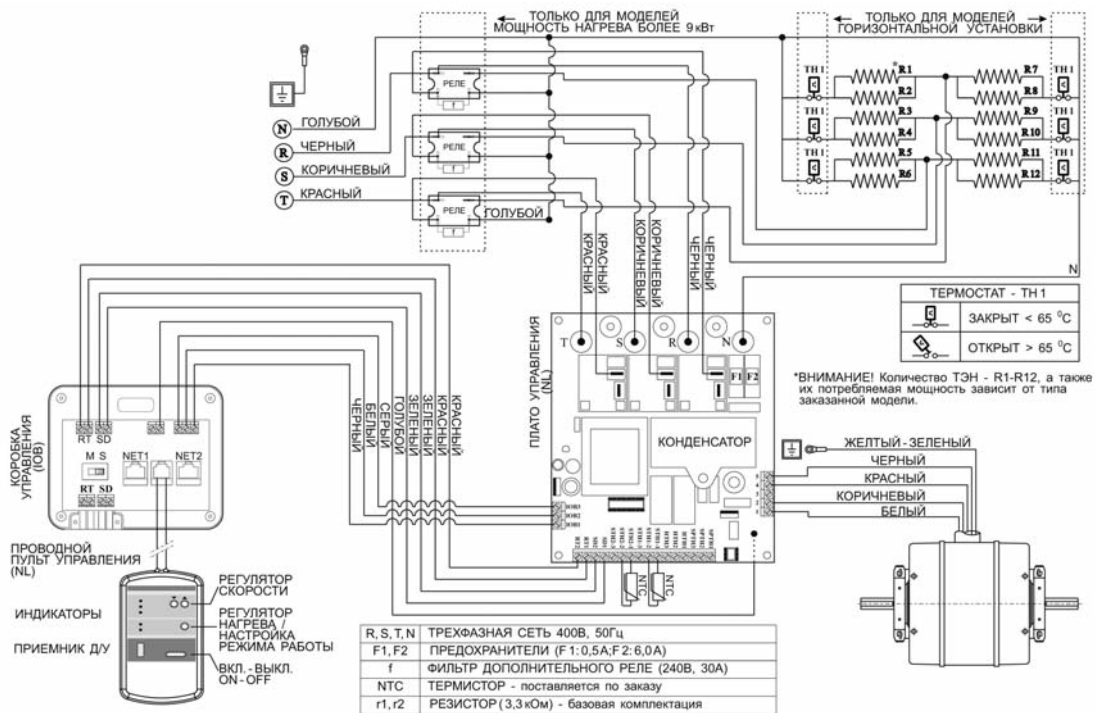 ТОЛЬКО ДЛЯ МОДЕЛЕЙ
МОЩНОСТЬ НАГРЕВА БОЛЕЕ 9 кВт
ТОЛЬКО ДЛЯ МОДЕЛЕЙ
ГОРИЗОНТАЛЬНОЙ УСТАНОВКИ
TH 1
*R1
R7
TH 1
R2
R8
TH 1
R3
R9
TH 1
R4
R10
TH 1
R5
R11
TH 1
R6
R12
РЕЛЕ
f
РЕЛЕ
f
РЕЛЕ
f
N ГОЛУБОЙ
R ЧЕРНЫЙ
S КОРИЧНЕВЫЙ
T КРАСНЫЙ
ГОЛУБОЙ
КРАСНЫЙ
КРАСНЫЙ
КОРИЧНЕВЫЙ
КОРИЧНЕВЫЙ
ЧЕРНЫЙ
ЧЕРНЫЙ
N
ТЕРМОСТАТ - TH 1
ЗАКРЫТ < 65 ⁰C
ОТКРЫТ > 65 ⁰C
*ВНИМАНИЕ! Количество ТЭН - R1-R12, а также
их потребляемая мощность зависит от типа
заказанной модели.
ПЛАТО УПРАВЛЕНИЯ
(NL)
T
S
R
N
F1
F2
КОНДЕНСАТОР
ЧЕРНЫЙ
БЕЛЫЙ
СЕРЫЙ
ГОЛУБОЙ
ЗЕЛЕНЫЙ
ЗЕЛЕНЫЙ
КРАСНЫЙ
КРАСНЫЙ
NTC
NTC
КОРОБКА
УПРАВЛЕНИЯ
(IOB)
RT SD
M S
NET1
NET2
RT SD
ЖЕЛТЫЙ - ЗЕЛЕНЫЙ
ЧЕРНЫЙ
КРАСНЫЙ
КОРИЧНЕВЫЙ
БЕЛЫЙ
ПРОВОДНОЙ
ПУЛЬТ УПРАВЛЕНИЯ
(NL)
ИНДИКАТОРЫ
ПРИЕМНИК Д/У
РЕГУЛЯТОР
СКОРОСТИ
РЕГУЛЯТОР
НАГРЕВА /
НАСТРОЙКА
РЕЖИМА РАБОТЫ
ВКЛ. - ВЫКЛ.
ON - OFF
R, S, T, N ТРЕХФАЗНАЯ СЕТЬ 400В, 50Гц
F1, F2 ПРЕДОХРАНИТЕЛИ (F 1: 0,5А; F 2: 6,0А)
f ФИЛЬТР ДОПОЛНИТЕЛЬНОГО РЕЛЕ (240В, 30А)
NTC ТЕРМИСТОР - поставляется по заказу
r1, r2 РЕЗИСТОР (3,3 кОм) - базовая комплектация